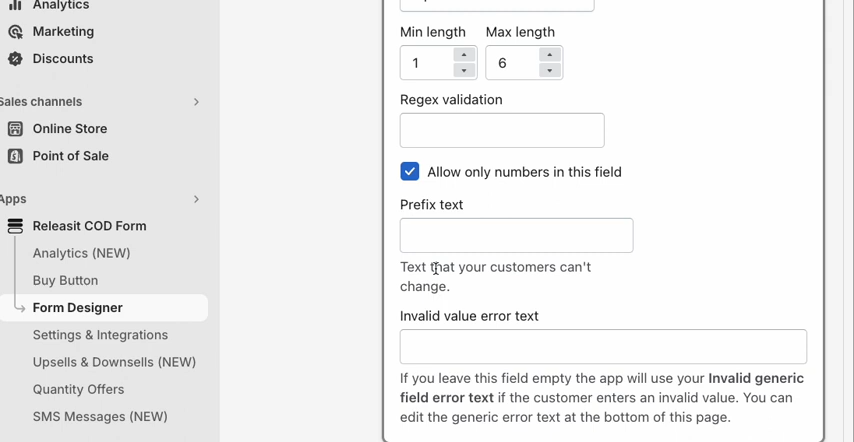 Analytics
Marketing
Discounts
Sales channels
Online Store
Point of Sale
Apps
Releasit COD Form
Analytics (NEW)
Buy Button
Form Designer
Settings & Integrations
Upsells & Downsells (NEW)
Quantity Offers
SMS Messages (NEW)
Min length Max length
1 6
Regex validation
Allow only numbers in this field
Prefix text
Text that your customers can't
change.
Invalid value error text
If you leave this field empty the app will use your Invalid generic
field error text if the customer enters an invalid value. You can
edit the generic error text at the bottom of this page.